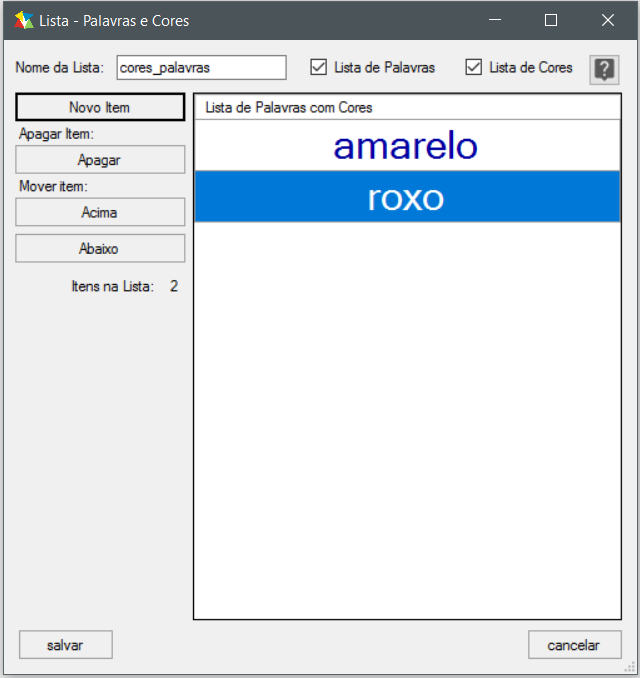 Lista - Palavras e Cores
Nome da Lista: cores_palavras Lista de Palavras Lista de Cores ?
Novo Item
Apagar Item:
Apagar
Mover item:
Acima
Abaixo
Itens na Lista: 2
Lista de Palavras com Cores
amarelo
roxo
salvar cancelar